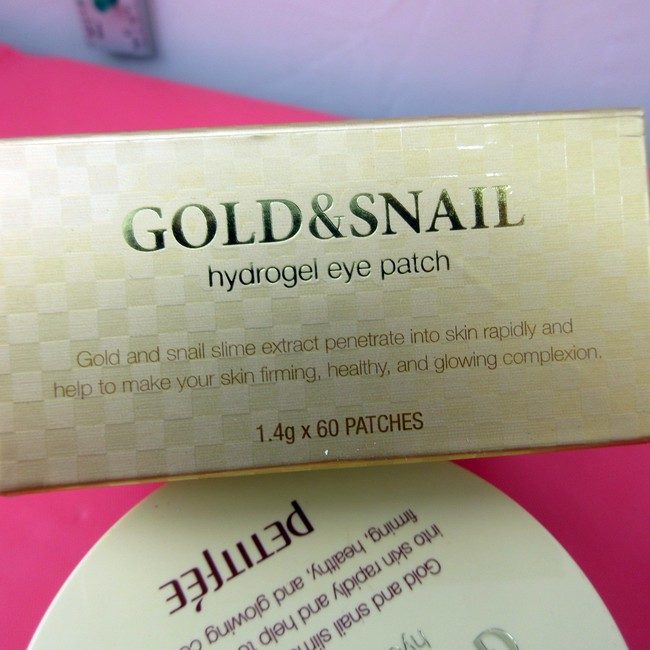 GOLD&SNAIL
hydrogel eye patch
Gold and snail slime extract penetrate into skin rapidly and
help to make your skin firming, healthy, and glowing complexion.
1.4g x 60 PATCHES
PETITFÉE
Gold and snail slime
into skin rapidly and help to
firming, healthy, and glowing